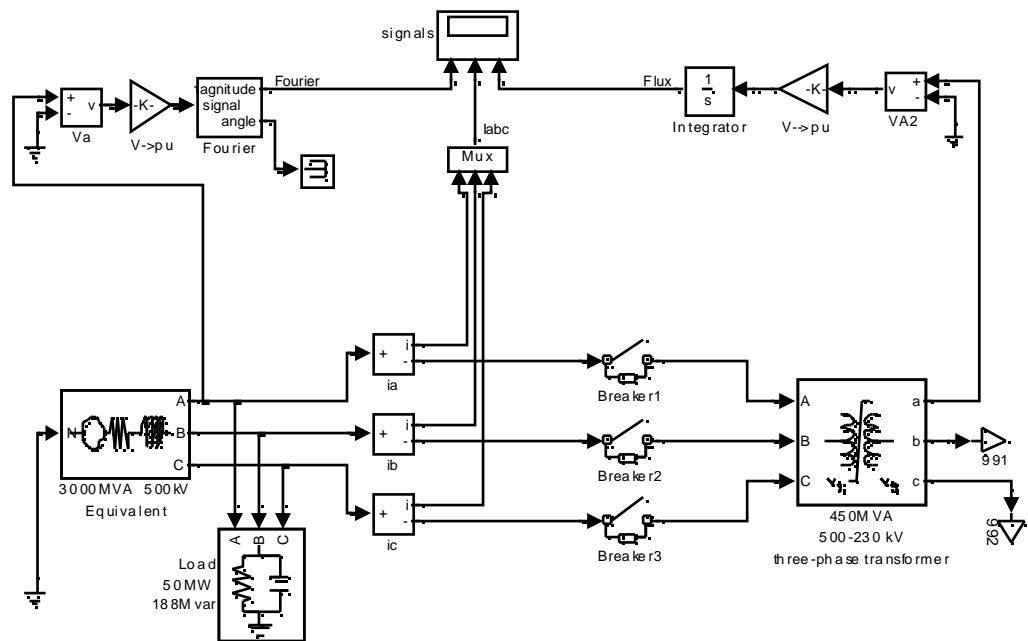 signals
Fourier
Flux
Iabc
+
-
v
Va
-K-
V->pu
agnitude
signal
angle
Fourier
Mux
1
s
Integrator
-K-
V->pu
v
+
-
VA2
+
i
-
ia
+
i
-
ib
+
i
-
ic
Breaker1
Breaker2
Breaker3
N
A
B
C
3000MVA 500kV
Equivalent
A
B
C
Load
50MW
188Mvar
A
B
C
a
b
c
450MVA
500-230 kV
three-phase transformer
991
992